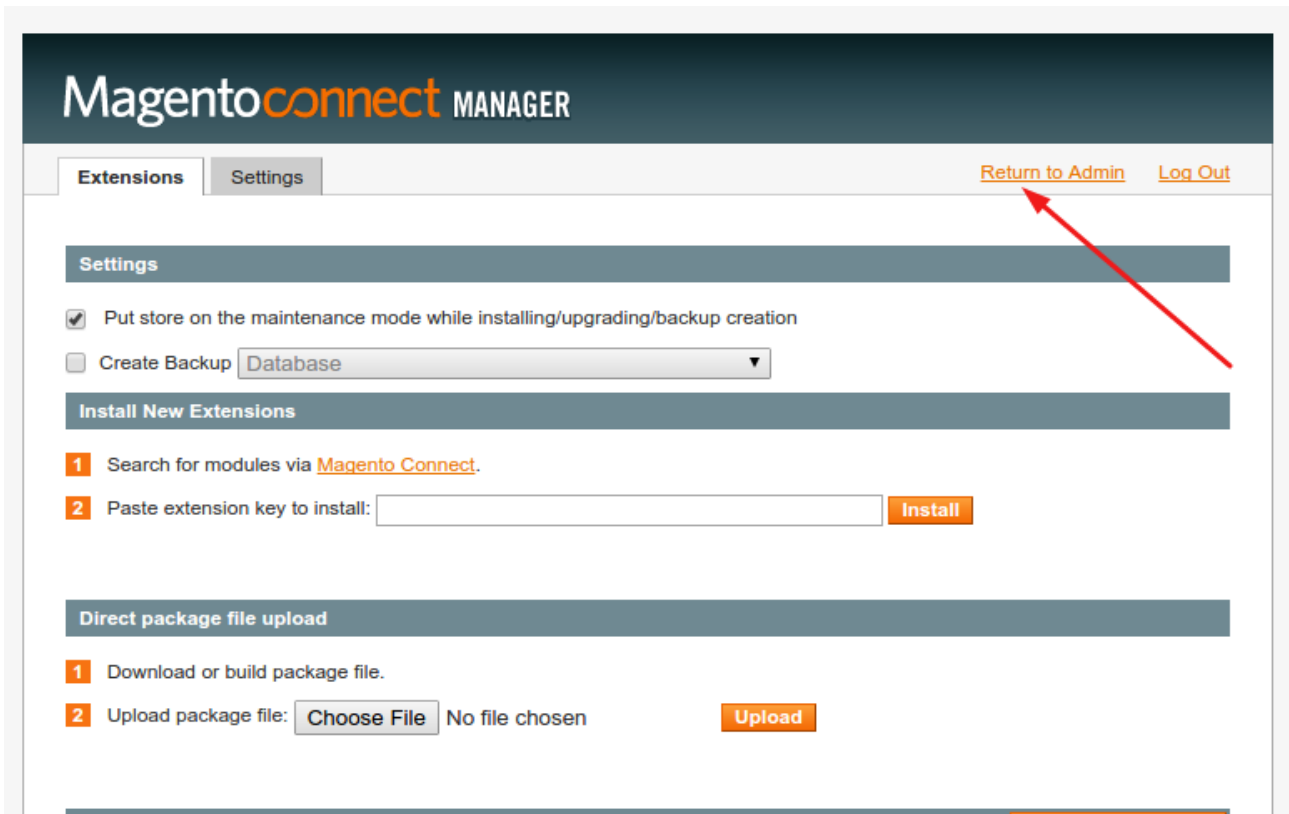 Magentoconnect MANAGER
Extensions Settings Return to Admin Log Out
Settings
Put store on the maintenance mode while installing/upgrading/backup creation
Create Backup Database
Install New Extensions
1 Search for modules via Magento Connect.
2 Paste extension key to install: Install
Direct package file upload
1 Download or build package file.
2 Upload package file: Choose File No file chosen Upload